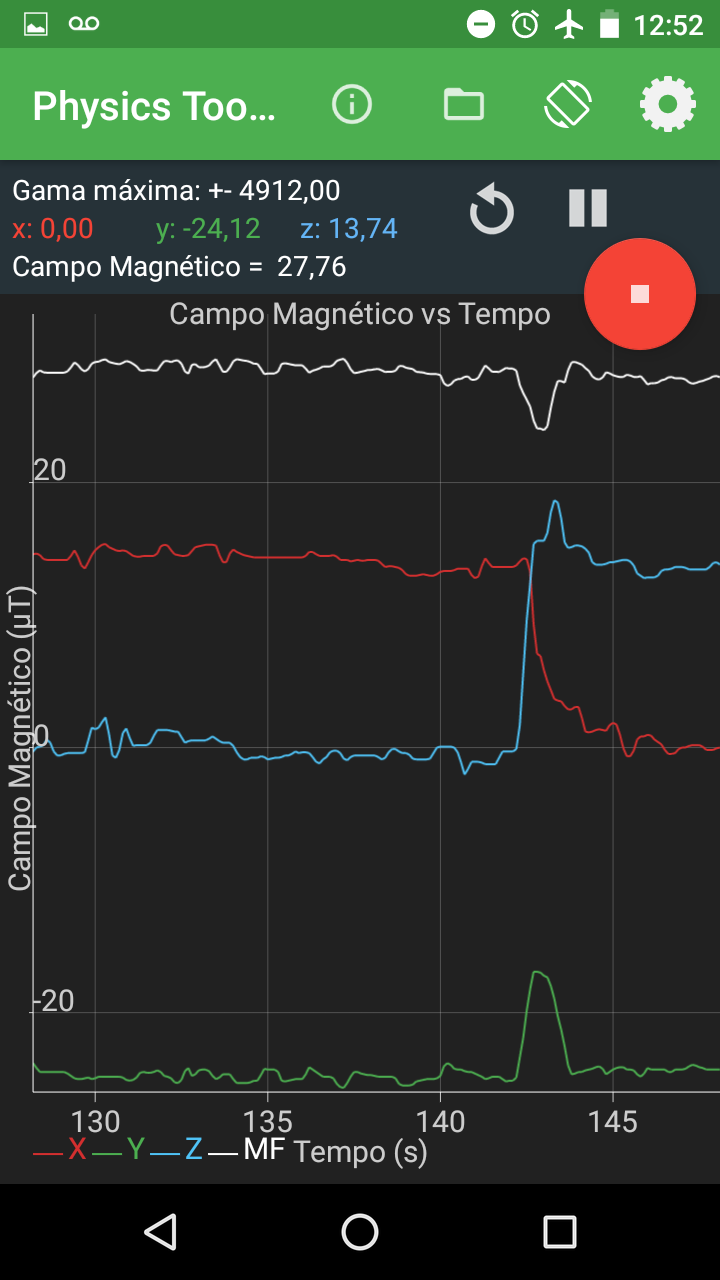 12:52
Physics Too...
Gama máxima: +- 4912,00
x: 0,00 y: -24,12 z: 13,74
Campo Magnético = 27,76
Campo Magnético vs Tempo
20
0
-20
Campo Magnético (µT)
130 135 140 145
X Y Z MF Tempo (s)